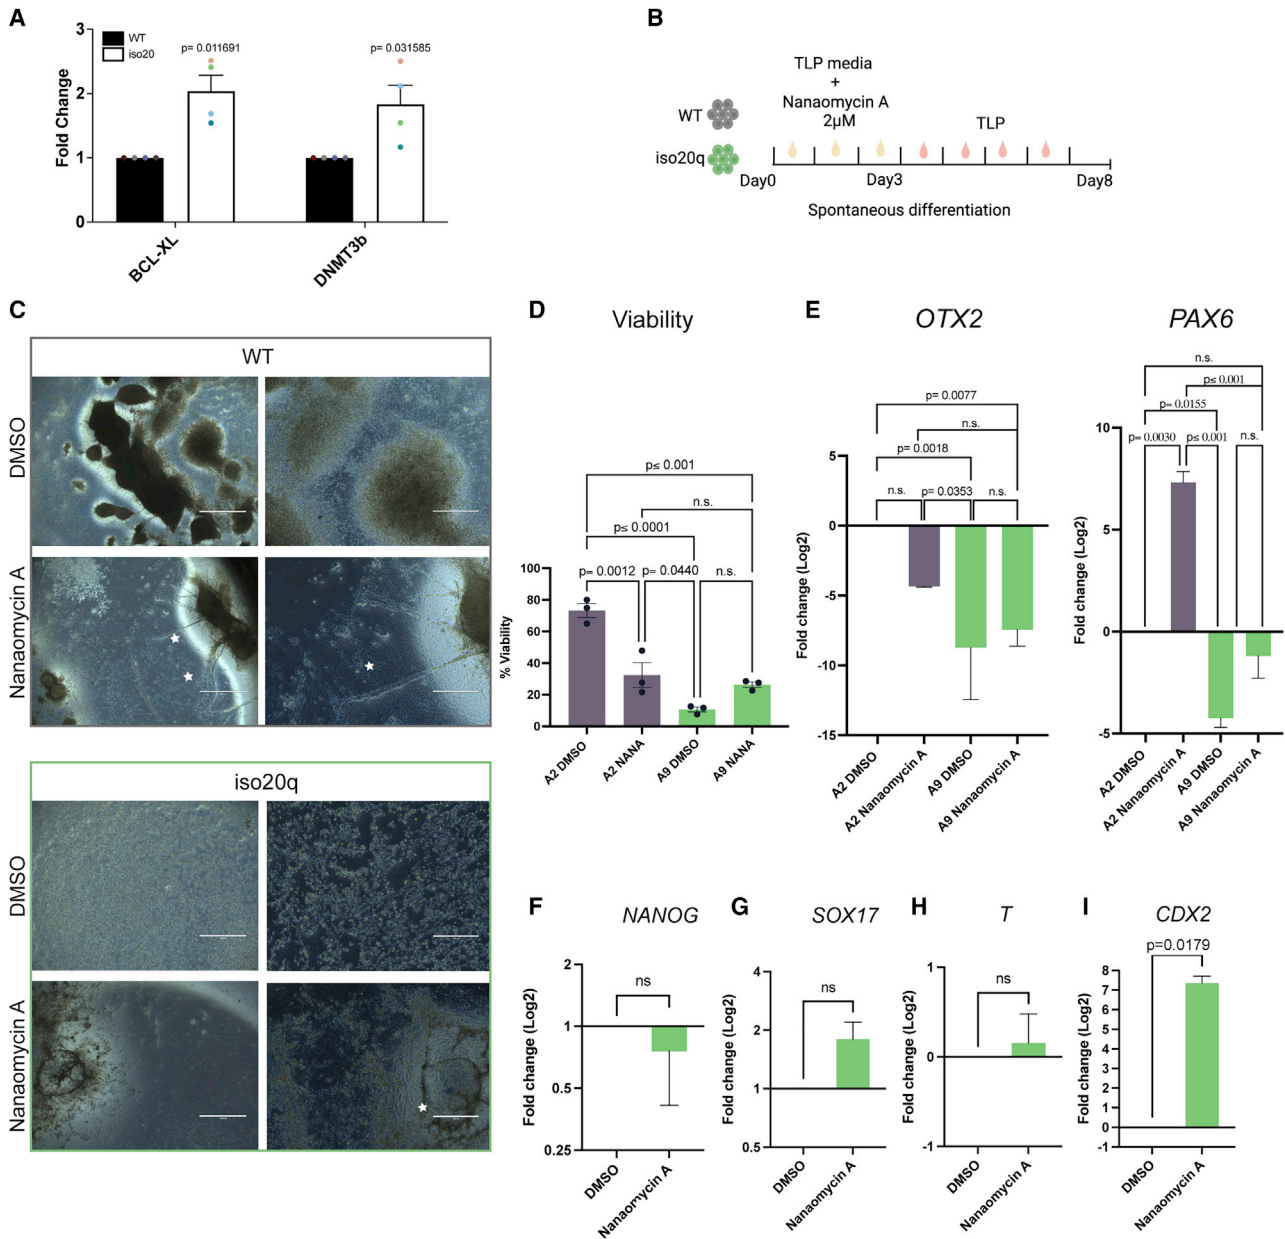 A
3
2
1
0
Fold Change
WT
iso20
p= 0.011691
p= 0.031585
BCL-XL
DNMT3b
B
TLP media
+
Nanaomycin A
2µM
WT
TLP
iso20q
Day0
Day3
Day8
Spontaneous differentiation
C
WT
DMSO
Nanaomycin A
iso20q
DMSO
Nanaomycin A
D
Viability
p≤ 0.001
n.s.
p≤ 0.0001
p= 0.0012
p= 0.0440
n.s.
100
80
60
40
20
0
% Viability
A2 DMSO
A2 NANA
A9 DMSO
A9 NANA
E
OTX2
p= 0.0077
n.s.
p= 0.0018
n.s.
p= 0.0353
n.s.
5
0
-5
-10
-15
Fold change (Log2)
A2 DMSO
A2 Nanaomycin A
A9 DMSO
A9 Nanaomycin A
PAX6
n.s.
p≤ 0.001
p= 0.0155
p= 0.0030
p≤ 0.001
n.s.
10
5
0
-5
Fold change (Log2)
A2 DMSO
A2 Nanaomycin A
A9 DMSO
A9 Nanaomycin A
F
NANOG
ns
2
1
0.5
0.25
Fold change (Log2)
DMSO
Nanaomycin A
G
SOX17
ns
4
2
1
0.5
Fold change (Log2)
DMSO
Nanaomycin A
H
T
ns
1
0
-1
Fold change (Log2)
DMSO
Nanaomycin A
I
CDX2
p=0.0179
8
7
6
5
4
3
2
1
0
-1
Fold change (Log2)
DMSO
Nanaomycin A